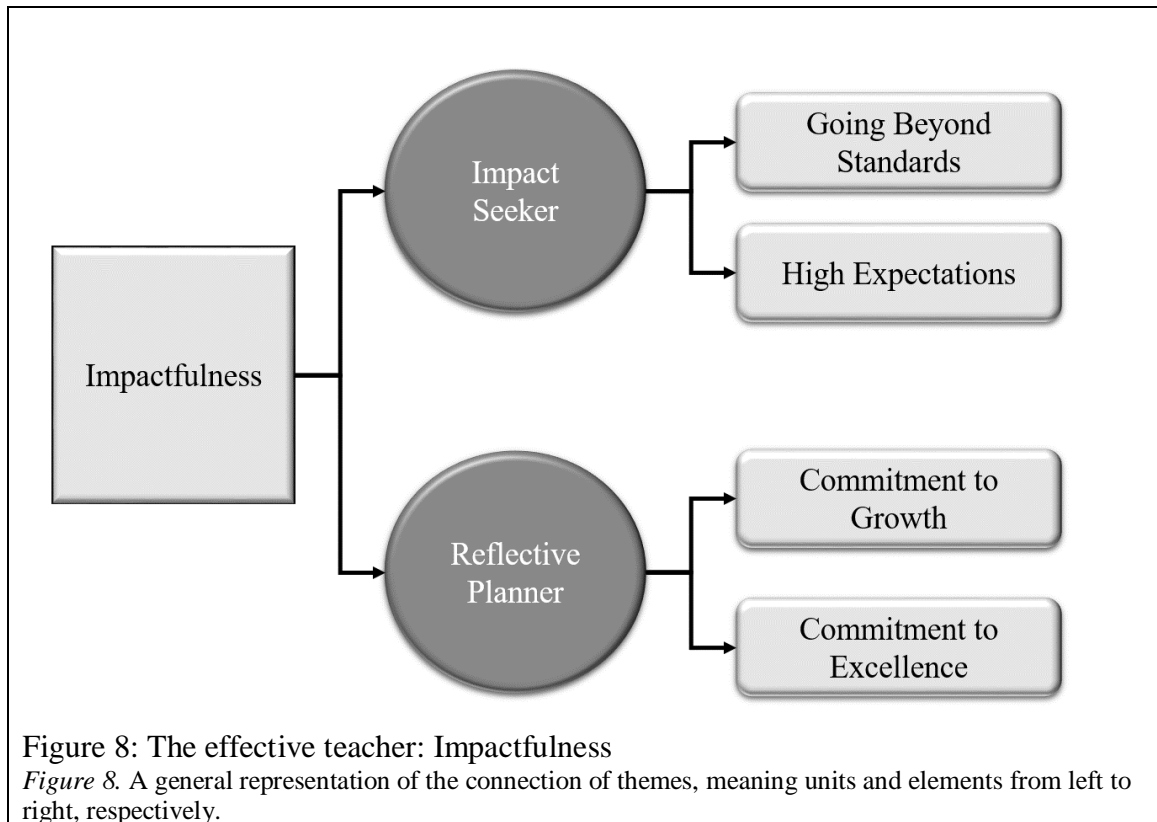 Impactfulness
Impact
Seeker
Going Beyond
Standards
High Expectations
Reflective
Planner
Commitment to
Growth
Commitment to
Excellence
Figure 8: The effective teacher: Impactfulness
Figure 8. A general representation of the connection of themes, meaning units and elements from left to
right, respectively.